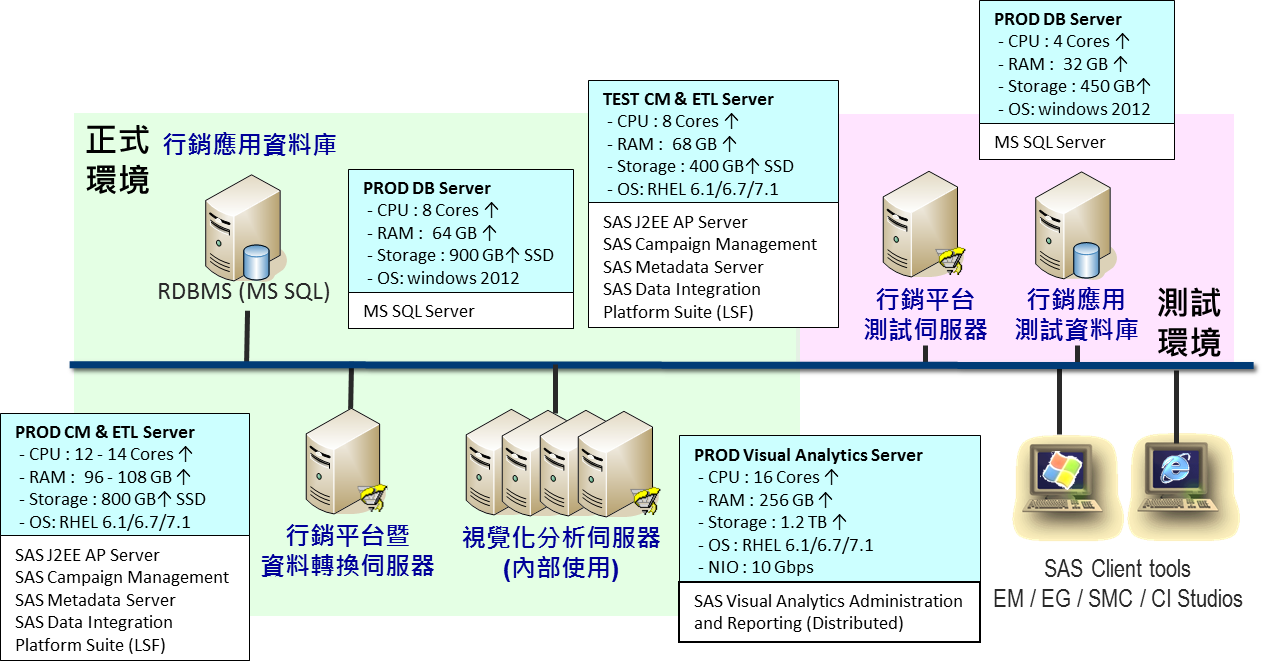 正式
環境
行銷應用資料庫
RDBMS (MS SQL)
PROD DB Server
- CPU : 8 Cores ↑
- RAM : 64 GB ↑
- Storage : 900 GB↑ SSD
- OS: windows 2012
MS SQL Server
TEST CM & ETL Server
- CPU : 8 Cores ↑
- RAM : 68 GB ↑
- Storage : 400 GB↑ SSD
- OS: RHEL 6.1/6.7/7.1
SAS J2EE AP Server
SAS Campaign Management
SAS Metadata Server
SAS Data Integration
Platform Suite (LSF)
PROD DB Server
- CPU : 4 Cores ↑
- RAM : 32 GB ↑
- Storage : 450 GB↑
- OS: windows 2012
MS SQL Server
行銷平台
測試伺服器
行銷應用
測試資料庫
測試
環境
PROD CM & ETL Server
- CPU : 12 - 14 Cores ↑
- RAM : 96 - 108 GB ↑
- Storage : 800 GB↑ SSD
- OS: RHEL 6.1/6.7/7.1
SAS J2EE AP Server
SAS Campaign Management
SAS Metadata Server
SAS Data Integration
Platform Suite (LSF)
行銷平台暨
資料轉換伺服器
視覺化分析伺服器
(內部使用)
PROD Visual Analytics Server
- CPU : 16 Cores ↑
- RAM : 256 GB ↑
- Storage : 1.2 TB ↑
- OS : RHEL 6.1/6.7/7.1
- NIO : 10 Gbps
SAS Visual Analytics Administration
and Reporting (Distributed)
SAS Client tools
EM / EG / SMC / CI Studios